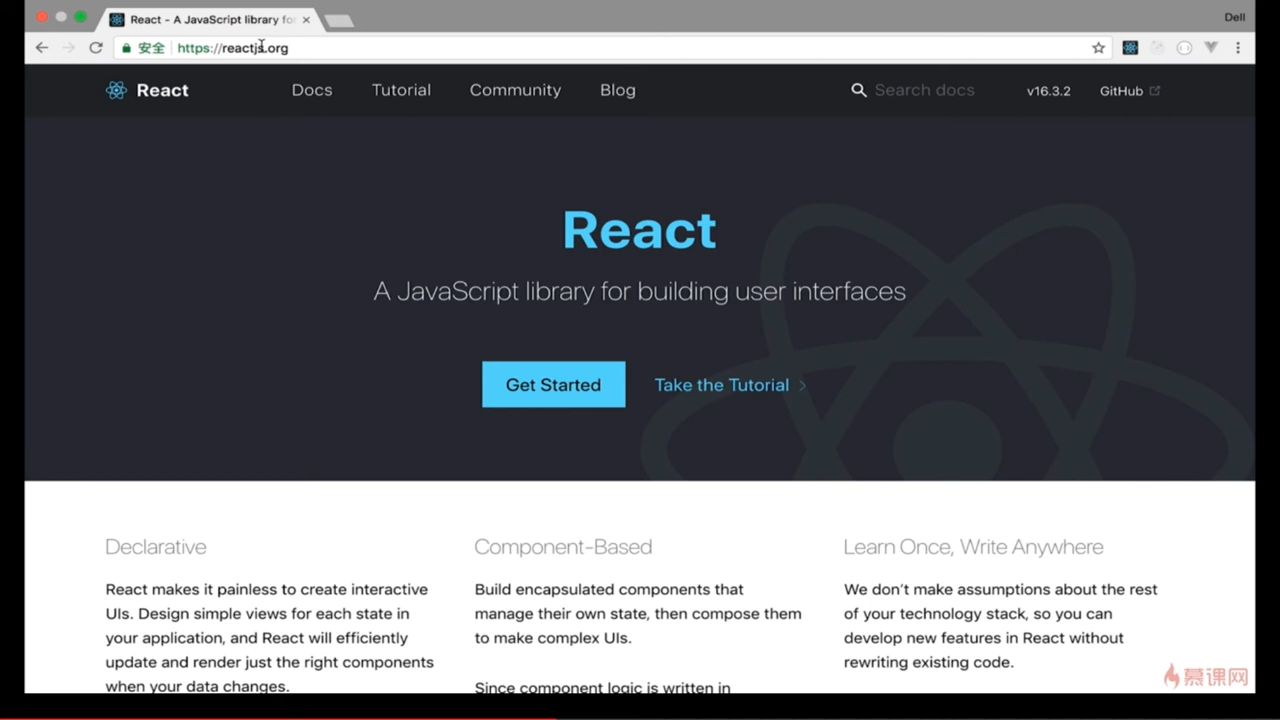 React - A JavaScript library fo
Dell
安全 https://reactjs.org
React Docs Tutorial Community Blog Search docs v16.3.2 GitHub
React
A JavaScript library for building user interfaces
Get Started Take the Tutorial
Declarative
React makes it painless to create interactive
UIs. Design simple views for each state in
your application, and React will efficiently
update and render just the right components
when your data changes.
Component-Based
Build encapsulated components that
manage their own state, then compose them
to make complex UIs.
Since component logic is written in
Learn Once, Write Anywhere
We don't make assumptions about the rest
of your technology stack, so you can
develop new features in React without
rewriting existing code.
慕课网